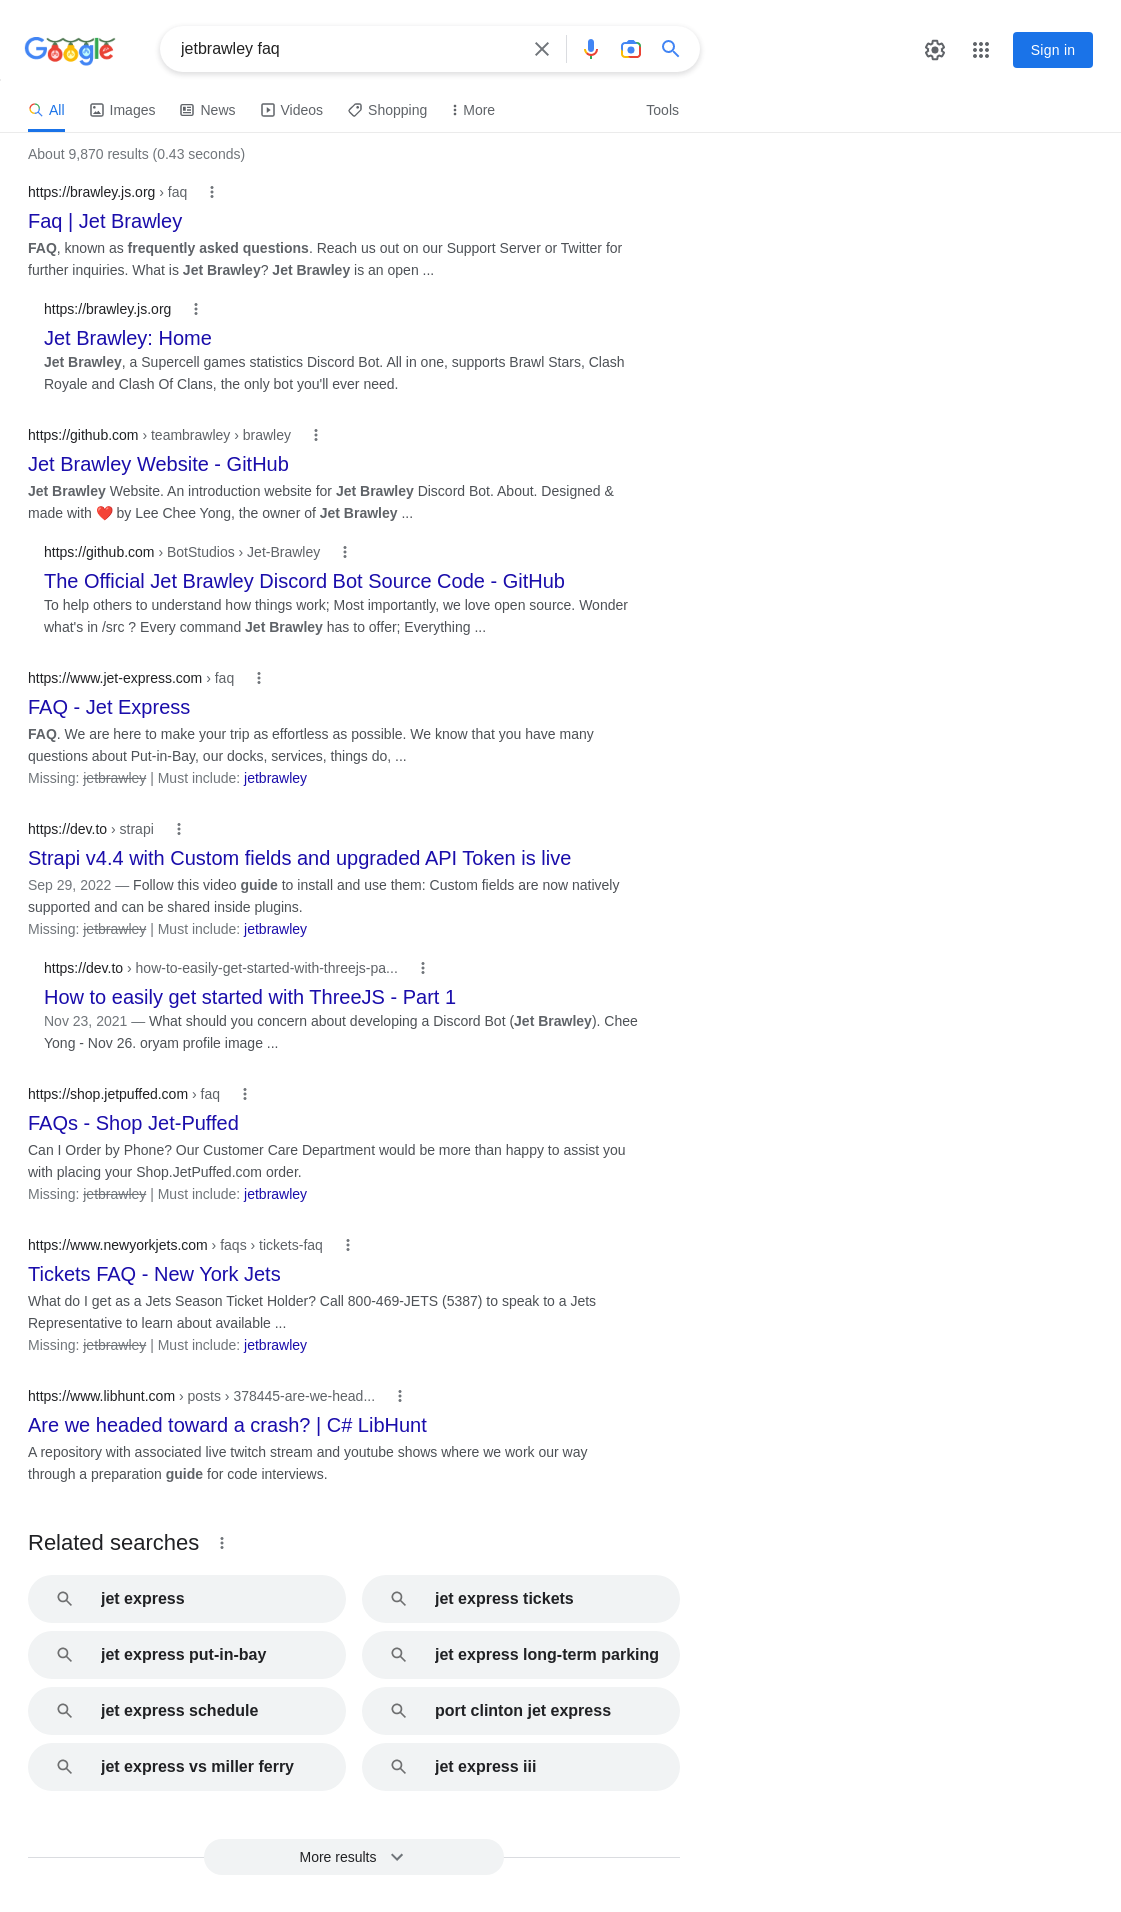 Google
jetbrawley faq
Sign in
All Images News Videos Shopping More Tools
About 9,870 results (0.43 seconds)
https://brawley.js.org › faq
Faq | Jet Brawley
FAQ, known as frequently asked questions. Reach us out on our Support Server or Twitter for
further inquiries. What is Jet Brawley? Jet Brawley is an open ...
https://brawley.js.org
Jet Brawley: Home
Jet Brawley, a Supercell games statistics Discord Bot. All in one, supports Brawl Stars, Clash
Royale and Clash Of Clans, the only bot you'll ever need.
https://github.com › teambrawley › brawley
Jet Brawley Website - GitHub
Jet Brawley Website. An introduction website for Jet Brawley Discord Bot. About. Designed &
made with ❤️ by Lee Chee Yong, the owner of Jet Brawley ...
https://github.com › BotStudios › Jet-Brawley
The Official Jet Brawley Discord Bot Source Code - GitHub
To help others to understand how things work; Most importantly, we love open source. Wonder
what's in /src ? Every command Jet Brawley has to offer; Everything ...
https://www.jet-express.com › faq
FAQ - Jet Express
FAQ. We are here to make your trip as effortless as possible. We know that you have many
questions about Put-in-Bay, our docks, services, things do, ...
Missing: jetbrawley | Must include: jetbrawley
https://dev.to › strapi
Strapi v4.4 with Custom fields and upgraded API Token is live
Sep 29, 2022 — Follow this video guide to install and use them: Custom fields are now natively
supported and can be shared inside plugins.
Missing: jetbrawley | Must include: jetbrawley
https://dev.to › how-to-easily-get-started-with-threejs-pa...
How to easily get started with ThreeJS - Part 1
Nov 23, 2021 — What should you concern about developing a Discord Bot (Jet Brawley). Chee
Yong - Nov 26. oryam profile image ...
https://shop.jetpuffed.com › faq
FAQs - Shop Jet-Puffed
Can I Order by Phone? Our Customer Care Department would be more than happy to assist you
with placing your Shop.JetPuffed.com order.
Missing: jetbrawley | Must include: jetbrawley
https://www.newyorkjets.com › faqs › tickets-faq
Tickets FAQ - New York Jets
What do I get as a Jets Season Ticket Holder? Call 800-469-JETS (5387) to speak to a Jets
Representative to learn about available ...
Missing: jetbrawley | Must include: jetbrawley
https://www.libhunt.com › posts › 378445-are-we-head...
Are we headed toward a crash? | C# LibHunt
A repository with associated live twitch stream and youtube shows where we work our way
through a preparation guide for code interviews.
Related searches
jet express
jet express tickets
jet express put-in-bay
jet express long-term parking
jet express schedule
port clinton jet express
jet express vs miller ferry
jet express iii
More results